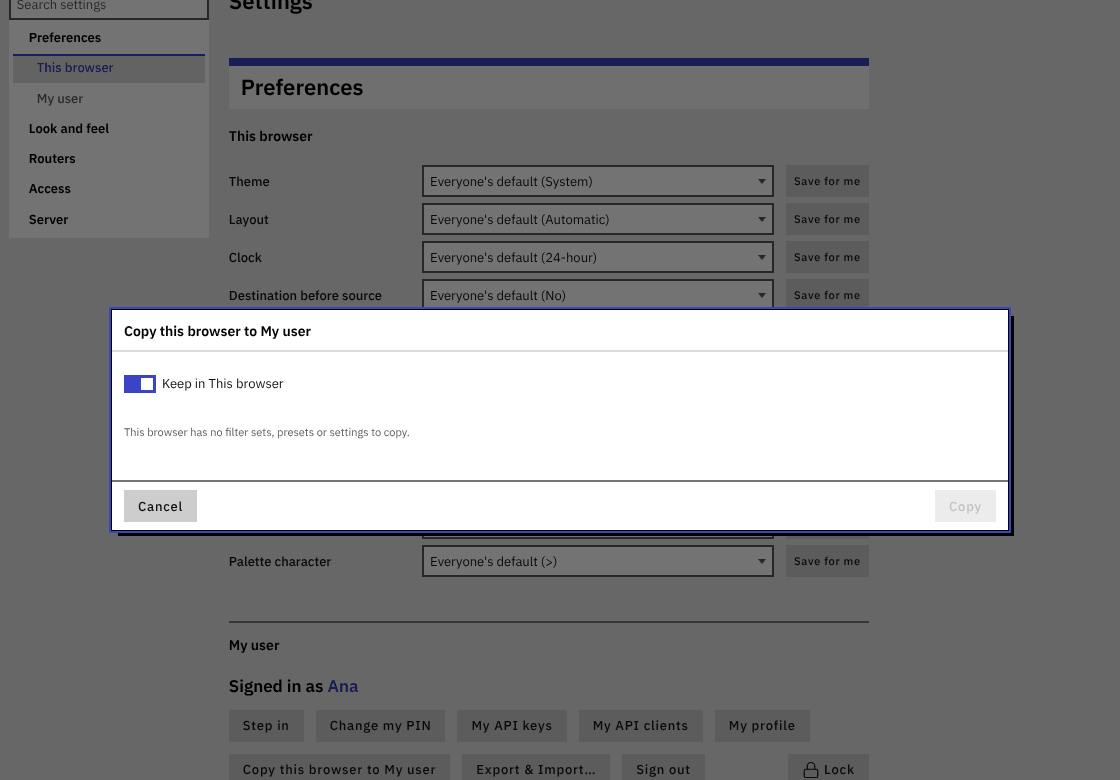 Search settings
Settings
Preferences
This browser
My user
Look and feel
Routers
Access
Server
Preferences
This browser
Theme
Everyone's default (System)
Save for me
Layout
Everyone's default (Automatic)
Save for me
Clock
Everyone's default (24-hour)
Save for me
Destination before source
Everyone's default (No)
Save for me
Copy this browser to My user
Keep in This browser
This browser has no filter sets, presets or settings to copy.
Cancel
Copy
Palette character
Everyone's default (>)
Save for me
My user
Signed in as Ana
Step in
Change my PIN
My API keys
My API clients
My profile
Copy this browser to My user
Export & Import...
Sign out
Lock